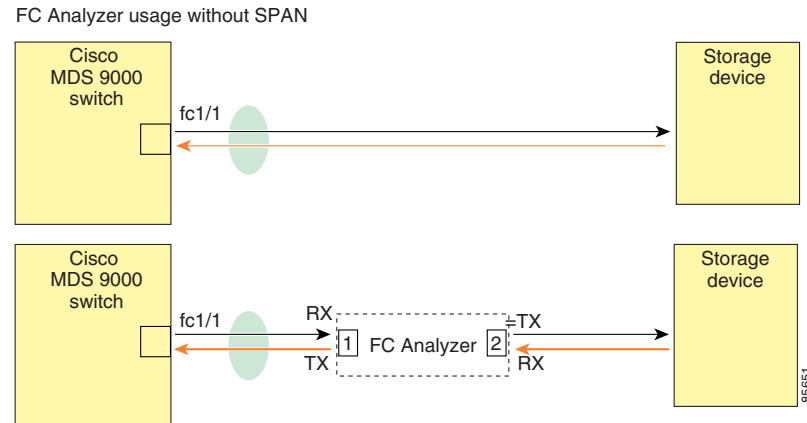 FC Analyzer usage without SPAN
Cisco
MDS 9000
switch
fc1/1
Storage
device
Cisco
MDS 9000
switch
fc1/1
RX
TX
1
FC Analyzer
2
=TX
RX
Storage
device
85651